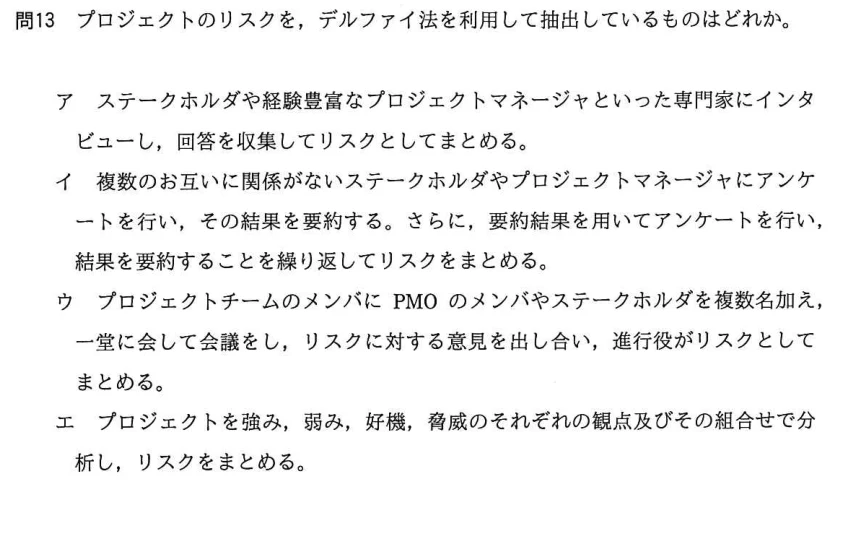 問13　プロジェクトのリスクを，デルファイ法を利用して抽出しているものはどれか。
ア　ステークホルダや経験豊富なプロジェクトマネージャといった専門家にインタ
ビューし，回答を収集してリスクとしてまとめる。
イ　複数のお互いに関係がないステークホルダやプロジェクトマネージャにアンケ
ートを行い，その結果を要約する。さらに，要約結果を用いてアンケートを行い，
結果を要約することを繰り返してリスクをまとめる。
ウ　プロジェクトチームのメンバに PMO のメンバやステークホルダを複数名加え，
一堂に会して会議をし，リスクに対する意見を出し合い，進行役がリスクとして
まとめる。
エ　プロジェクトを強み，弱み，好機，脅威のそれぞれの観点及びその組合せで分
析し，リスクをまとめる。